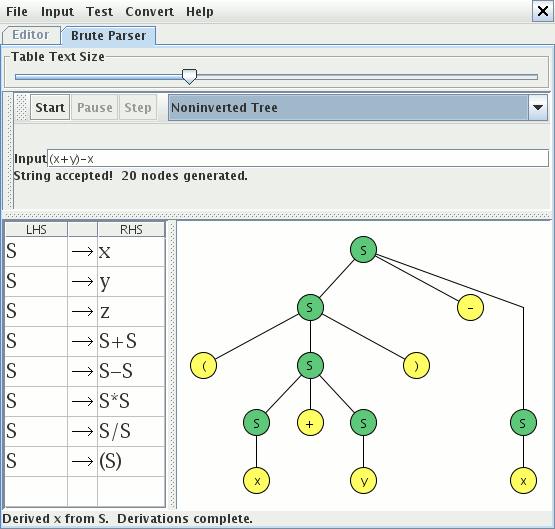 File Input Test Convert Help
Editor Brute Parser
Table Text Size
Start Pause Step Noninverted Tree
Input (x+y)-x
String accepted! 20 nodes generated.
LHS RHS
S → x
S → y
S → z
S → S+S
S → S-S
S → S*S
S → S/S
S → (S)
S
S -
( S )
S + S S
x y x
Derived x from S. Derivations complete.